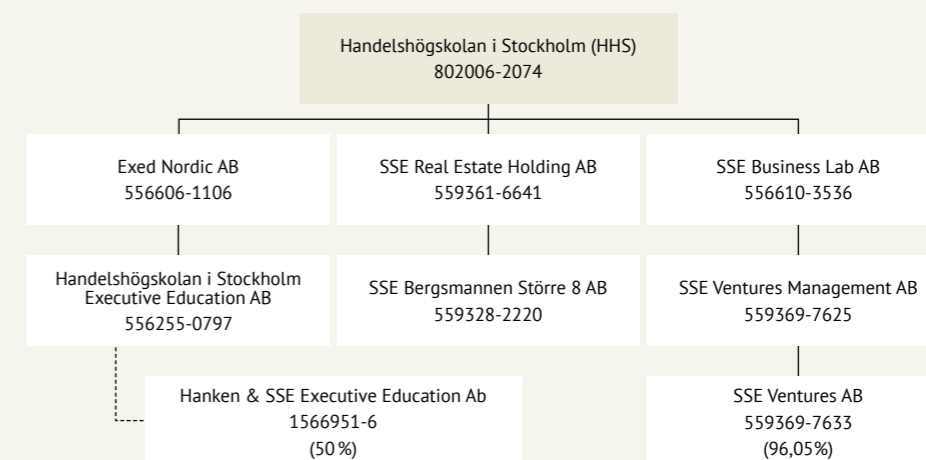 Handelshögskolan i Stockholm (HHS)
802006-2074
Exed Nordic AB
556606-1106
SSE Real Estate Holding AB
559361-6641
SSE Business Lab AB
556610-3536
Handelshögskolan i Stockholm
Executive Education AB
556255-0797
SSE Bergsmannen Större 8 AB
559328-2220
SSE Ventures Management AB
559369-7625
Hanken & SSE Executive Education Ab
1566951-6
(50 %)
SSE Ventures AB
559369-7633
(96,05%)